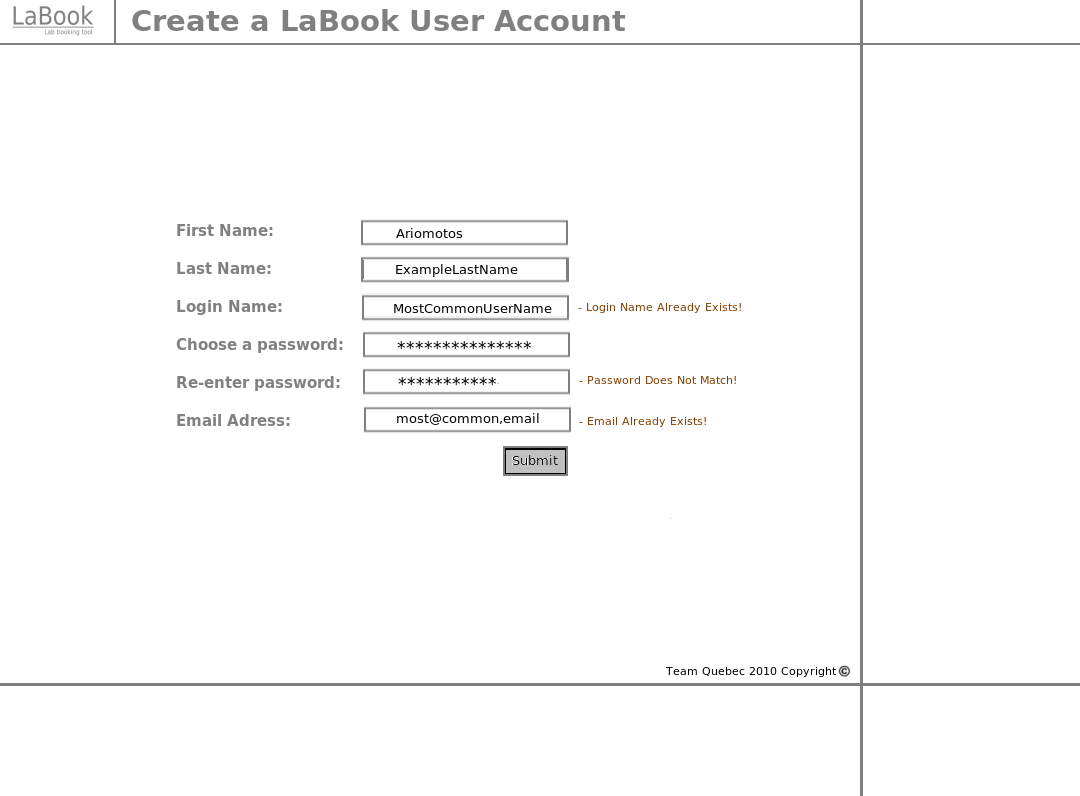 LaBook
Lab booking tool
Create a LaBook User Account
First Name: Ariomotos
Last Name: ExampleLastName
Login Name: MostCommonUserName - Login Name Already Exists!
Choose a password: ***************
Re-enter password: *********** - Password Does Not Match!
Email Adress: most@common,email - Email Already Exists!
Submit
Team Quebec 2010 Copyright ©